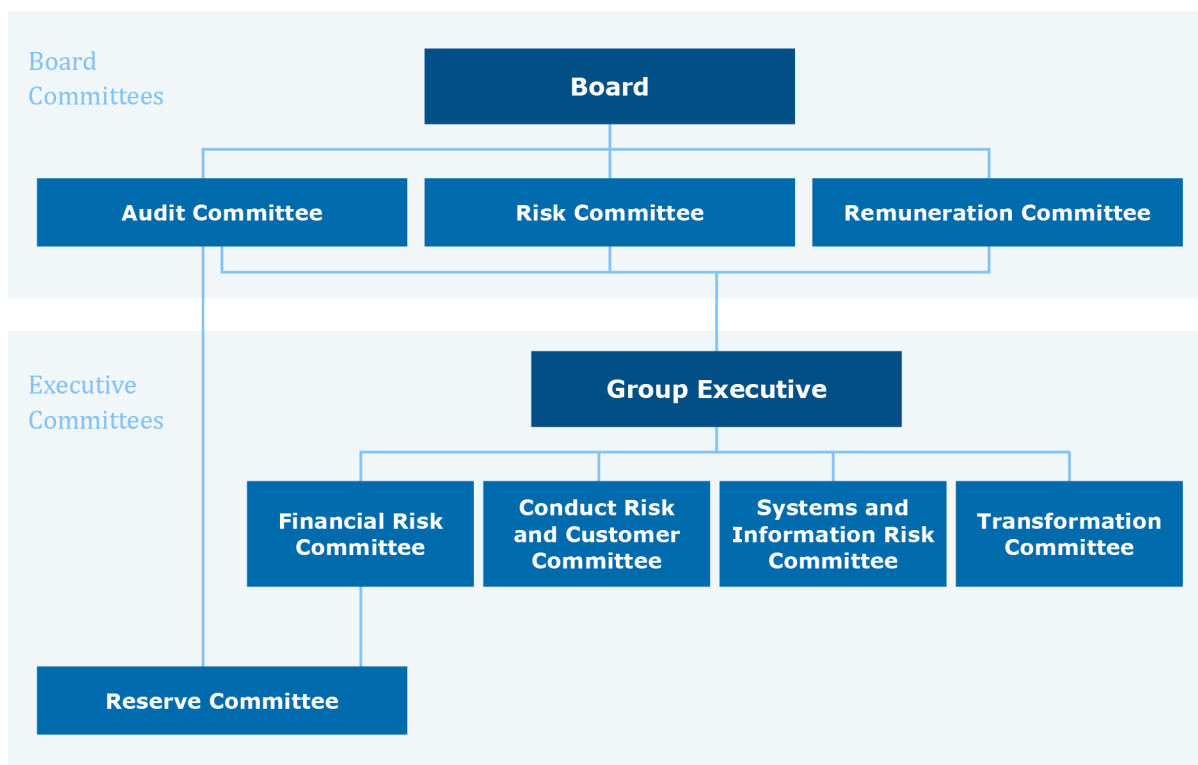 Board
Committees
Board
Audit Committee
Risk Committee
Remuneration Committee
Executive
Committees
Group Executive
Financial Risk
Committee
Conduct Risk
and Customer
Committee
Systems and
Information Risk
Committee
Transformation
Committee
Reserve Committee